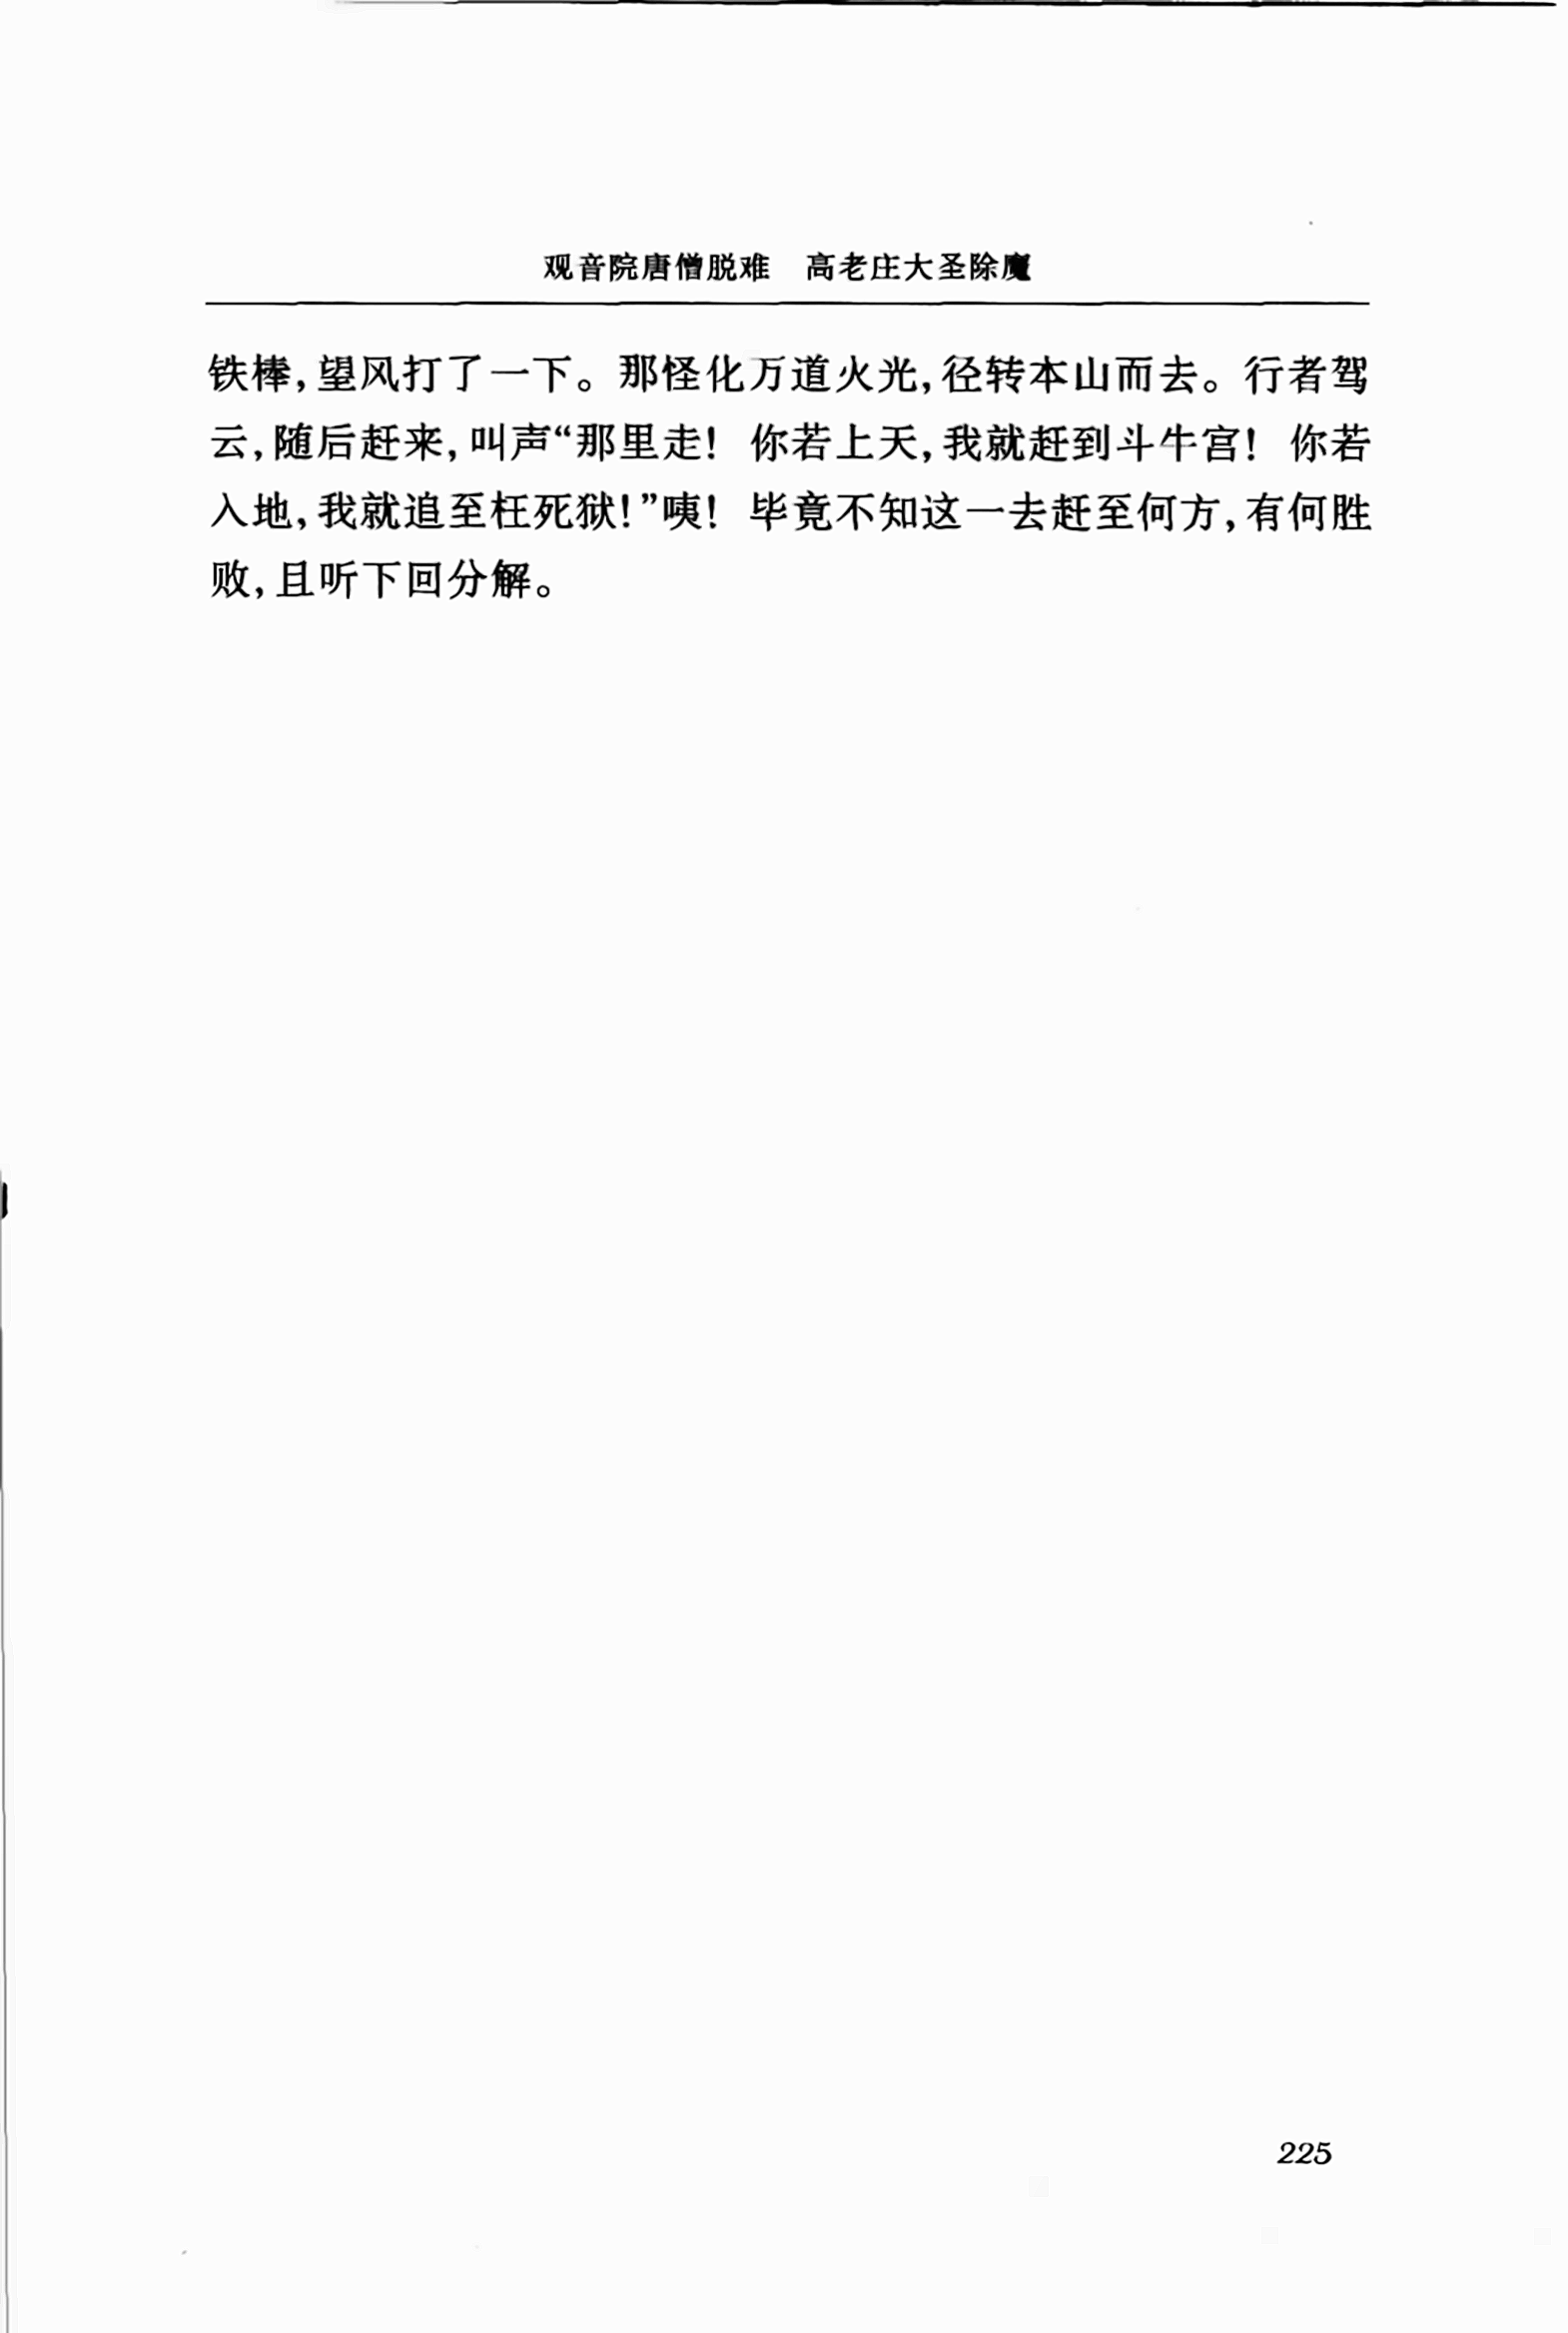 观音院唐僧脱难　高老庄大圣除魔
铁棒,望风打了一下。那怪化万道火光,径转本山而去。行者驾
云,随后赶来,叫声“那里走! 你若上天,我就赶到斗牛宫! 你若
入地,我就追至枉死狱!”咦! 毕竟不知这一去赶至何方,有何胜
败,且听下回分解。
225